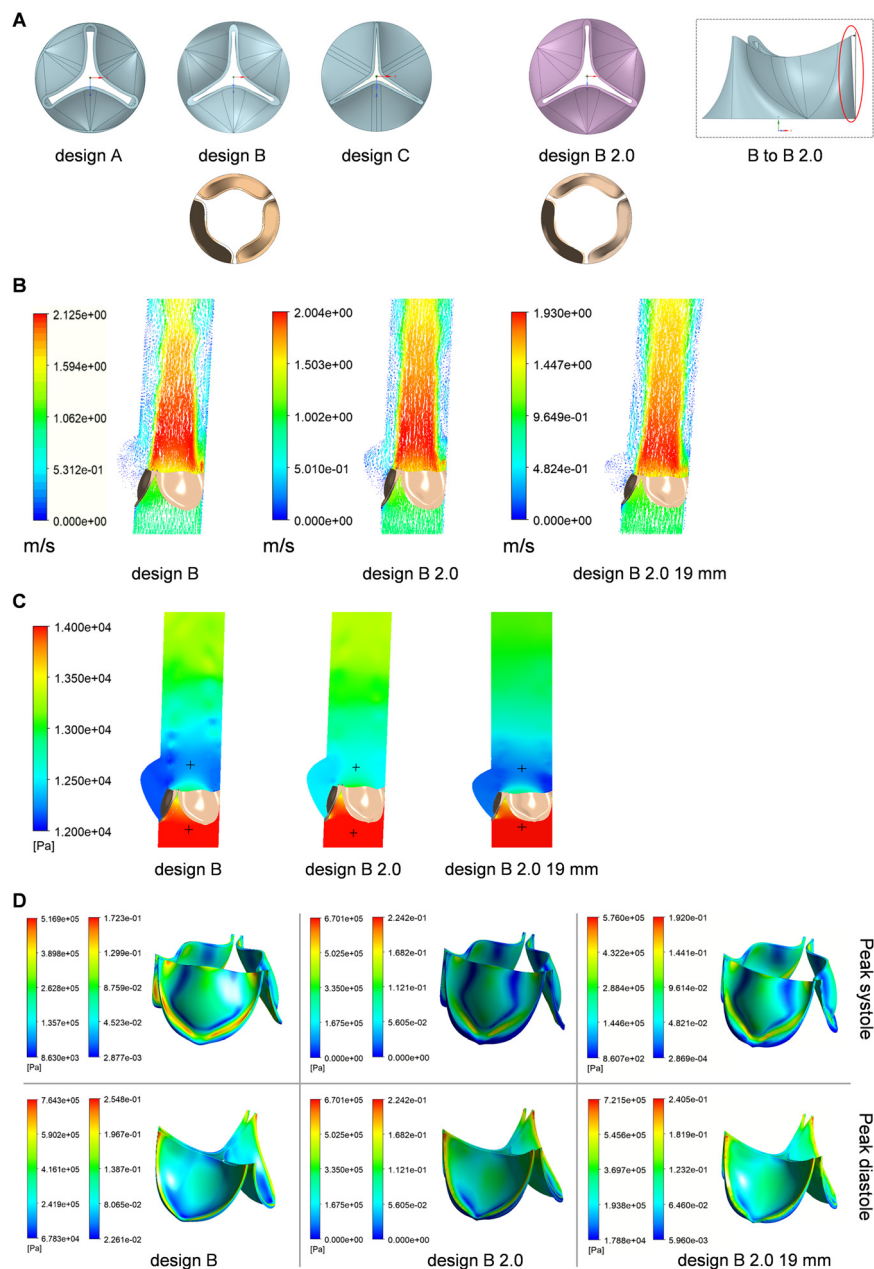 A
design A
design B
design C
design B 2.0
B to B 2.0
B
2.125e+00
1.594e+00
1.062e+00
5.312e-01
0.000e+00
m/s
design B
2.004e+00
1.503e+00
1.002e+00
5.010e-01
0.000e+00
m/s
design B 2.0
1.930e+00
1.447e+00
9.649e-01
4.824e-01
0.000e+00
m/s
design B 2.0 19 mm
C
1.400e+04
1.350e+04
1.300e+04
1.250e+04
1.200e+04
[Pa]
design B
design B 2.0
design B 2.0 19 mm
D
5.169e+05
3.898e+05
2.628e+05
1.357e+05
8.630e+03
[Pa]
1.723e-01
1.299e-01
8.759e-02
4.523e-02
2.877e-03
6.701e+05
5.025e+05
3.350e+05
1.675e+05
0.000e+00
[Pa]
2.242e-01
1.682e-01
1.121e-01
5.605e-02
0.000e+00
5.760e+05
4.322e+05
2.884e+05
1.446e+05
8.607e+02
[Pa]
1.920e-01
1.441e-01
9.614e-02
4.821e-02
2.869e-04
Peak systole
7.643e+05
5.902e+05
4.161e+05
2.419e+05
6.783e+04
[Pa]
2.548e-01
1.967e-01
1.387e-01
8.065e-02
2.261e-02
design B
6.701e+05
5.025e+05
3.350e+05
1.675e+05
0.000e+00
[Pa]
2.242e-01
1.682e-01
1.121e-01
5.605e-02
0.000e+00
design B 2.0
7.215e+05
5.456e+05
3.697e+05
1.938e+05
1.788e+04
[Pa]
2.405e-01
1.819e-01
1.232e-01
6.460e-02
5.960e-03
design B 2.0 19 mm
Peak diastole